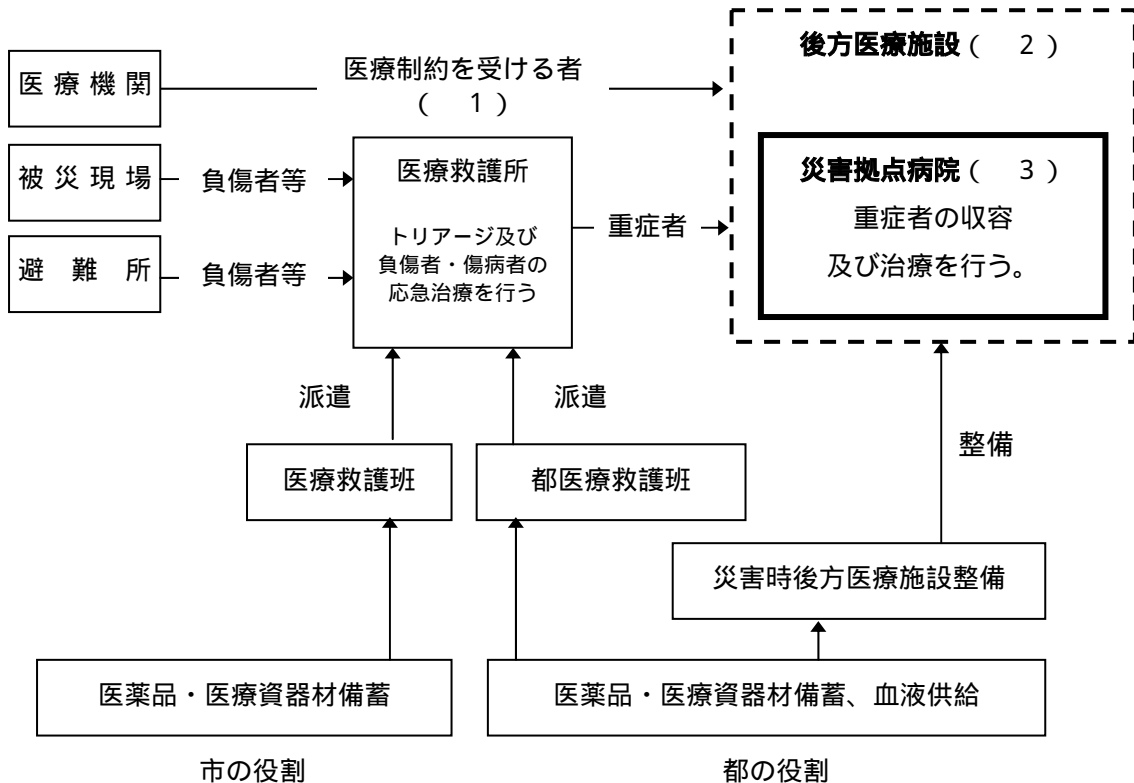 医療機関
医療制約を受ける者
(　1)
後方医療施設(　2)
被災現場
負傷者等
医療救護所
トリアージ及び
負傷者・傷病者の
応急治療を行う
重症者
災害拠点病院(　3)
重症者の収容
及び治療を行う。
避難所
負傷者等
派遣
派遣
整備
医療救護班
都医療救護班
災害時後方医療施設整備
医薬品・医療資器材備蓄
医薬品・医療資器材備蓄、血液供給
市の役割
都の役割